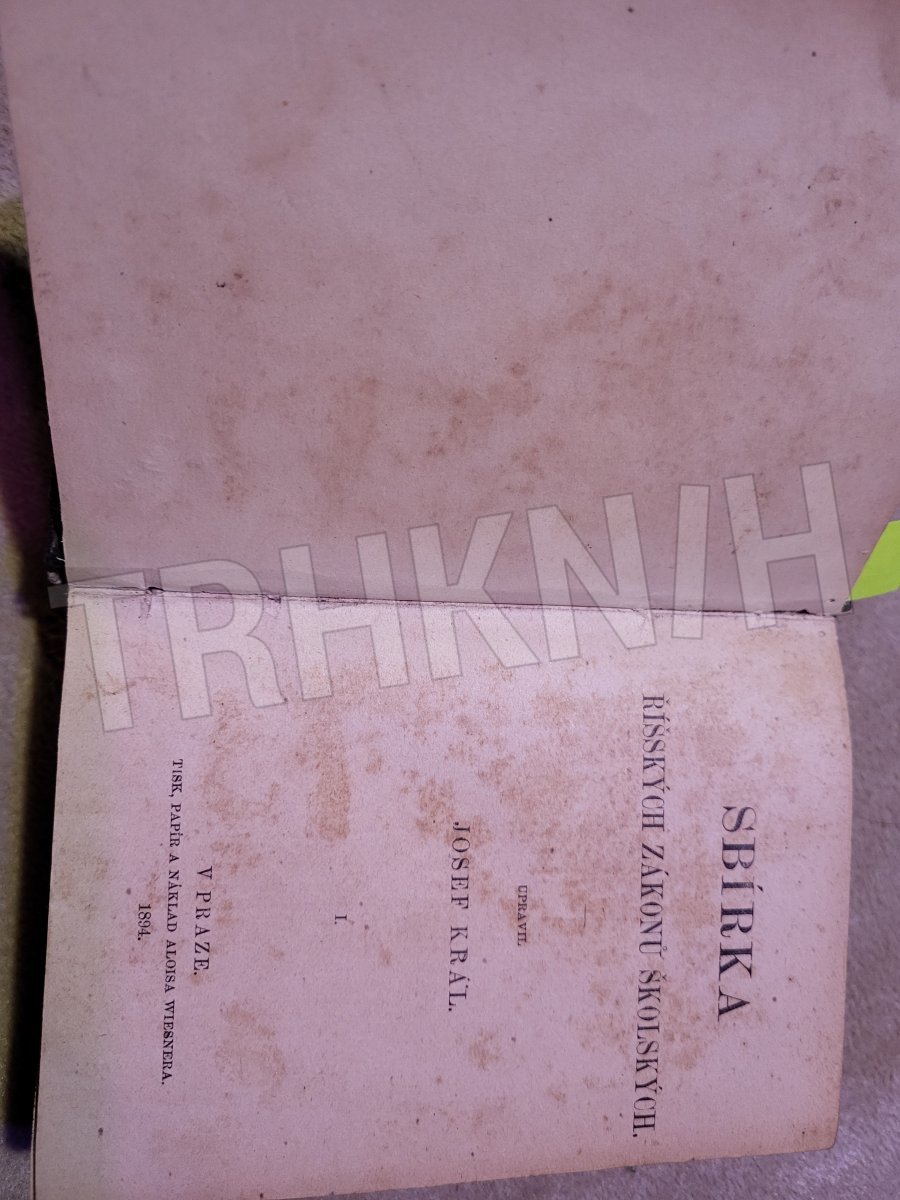 SBÍRKA
ŘÍŠSKÝCH ZÁKONŮ ŠKOLSKÝCH.
UPRAVIL
JOSEF KRÁL.
I.
V PRAZE.
TISK, PAPÍR A NÁKLAD ALOISA WIESNERA.
1894.
TRHKNIH